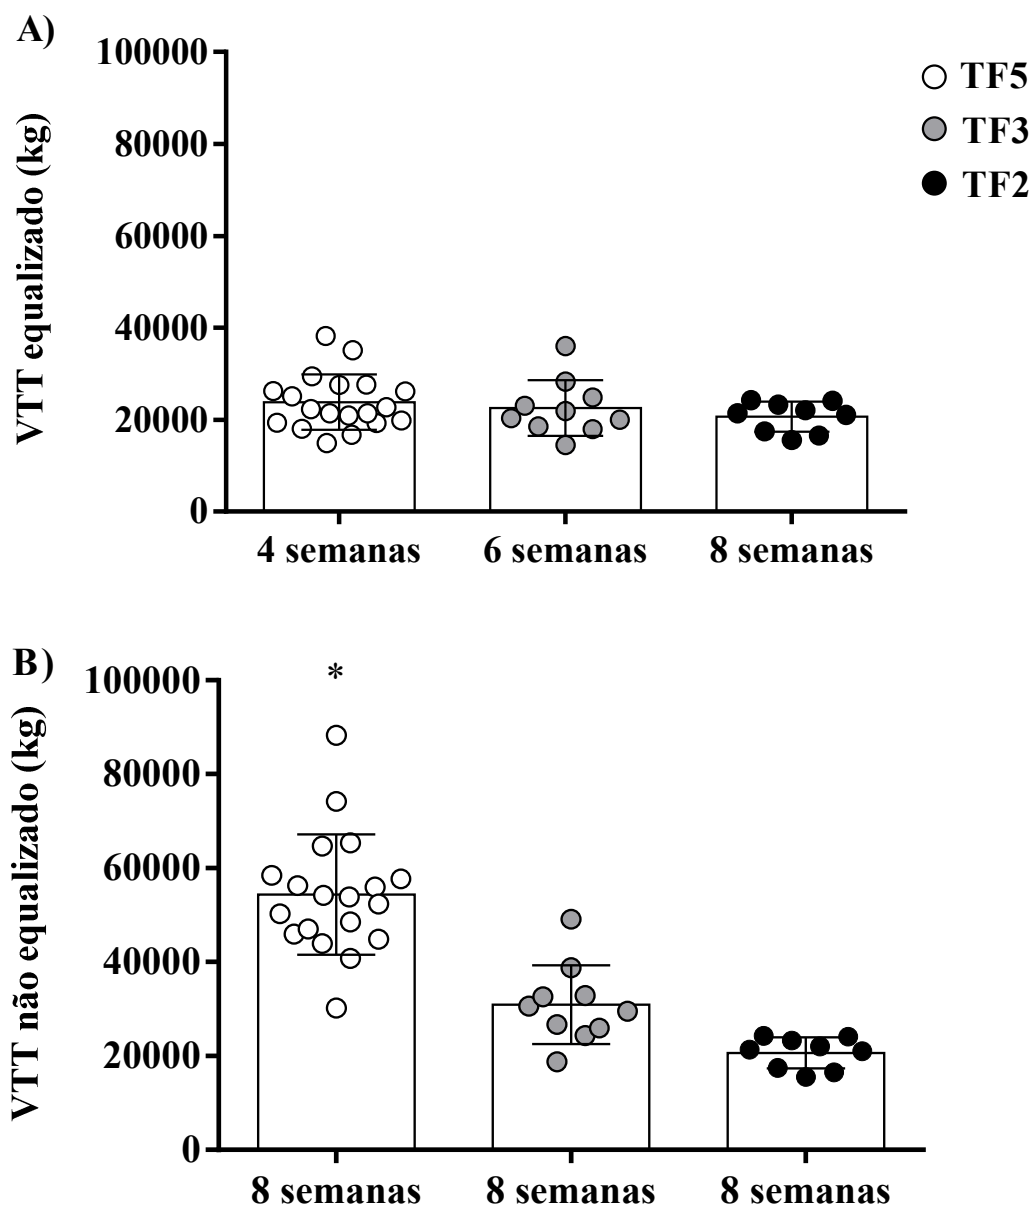 A)
VTT equalizado (kg)
100000
80000
60000
40000
20000
0
4 semanas
6 semanas
8 semanas
TF5
TF3
TF2
B)
VTT não equalizado (kg)
*
100000
80000
60000
40000
20000
0
8 semanas
8 semanas
8 semanas